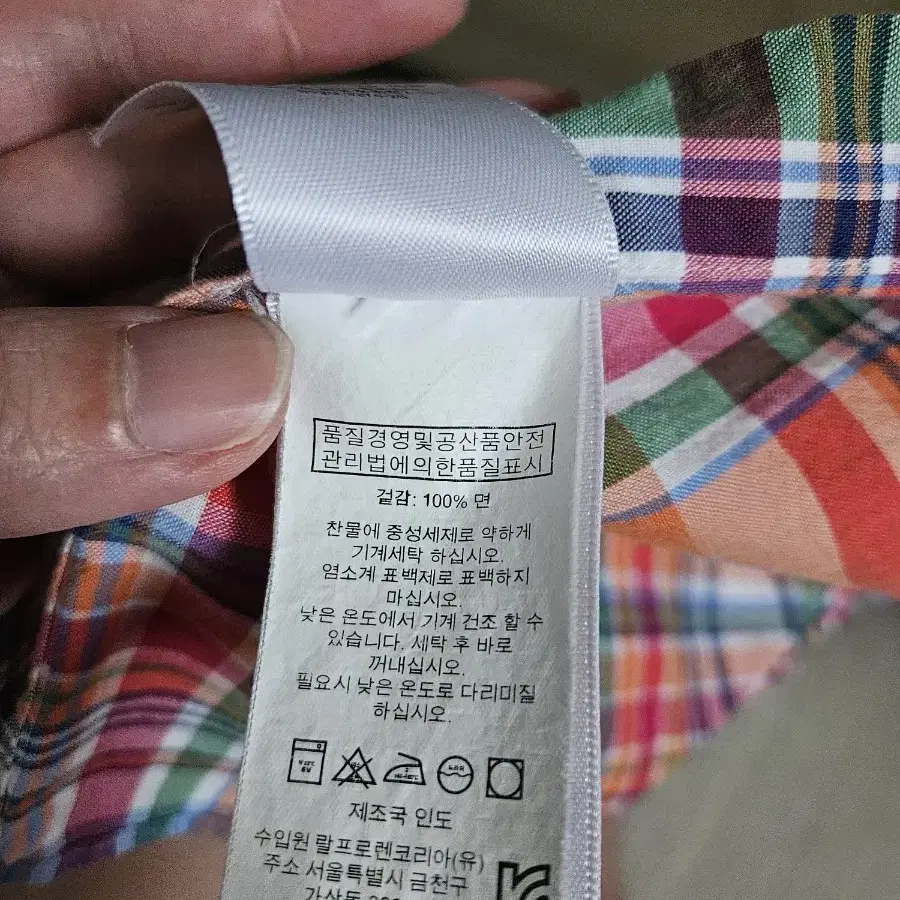 품질경영및공산품안전
관리법에의한품질표시
겉감: 100% 면
찬물에 중성세제로 약하게
기계세탁 하십시오.
염소계 표백제로 표백하지
마십시오.
낮은 온도에서 기계 건조 할 수
있습니다. 세탁 후 바로
꺼내십시오.
필요시 낮은 온도로 다리미질
하십시오.
제조국 인도
수입원 랄프로렌코리아(유)
주소 서울특별시 금천구
가산동